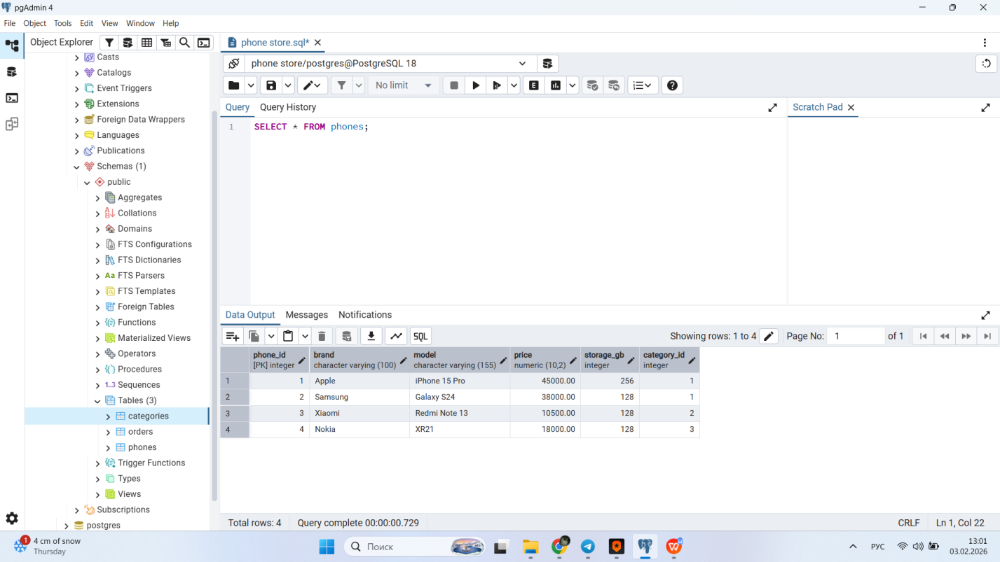 pgAdmin 4
File Object Tools Edit View Window Help
Object Explorer
phone store.sql*
phone store/postgres@PostgreSQL 18
No limit
E
Query Query History
Scratch Pad
1 SELECT * FROM phones;
Casts
Catalogs
Event Triggers
Extensions
Foreign Data Wrappers
Languages
Publications
Schemas (1)
public
Aggregates
Collations
Domains
FTS Configurations
FTS Dictionaries
Aa FTS Parsers
FTS Templates
Foreign Tables
Functions
Materialized Views
Operators
Procedures
1..3 Sequences
Tables (3)
categories
orders
phones
Trigger Functions
Types
Views
Subscriptions
postgres
Data Output Messages Notifications
SQL
Showing rows: 1 to 4
Page No: 1 of 1
phone_id brand model price storage_gb category_id
[PK] integer character varying (100) character varying (155) numeric (10,2) integer integer
1 1 Apple iPhone 15 Pro 45000.00 256 1
2 2 Samsung Galaxy S24 38000.00 128 1
3 3 Xiaomi Redmi Note 13 10500.00 128 2
4 4 Nokia XR21 18000.00 128 3
Total rows: 4 Query complete 00:00:00.729 CRLF Ln 1, Col 22
1
4 cm of snow
Thursday
Поиск
W
РУС
13:01
03.02.2026